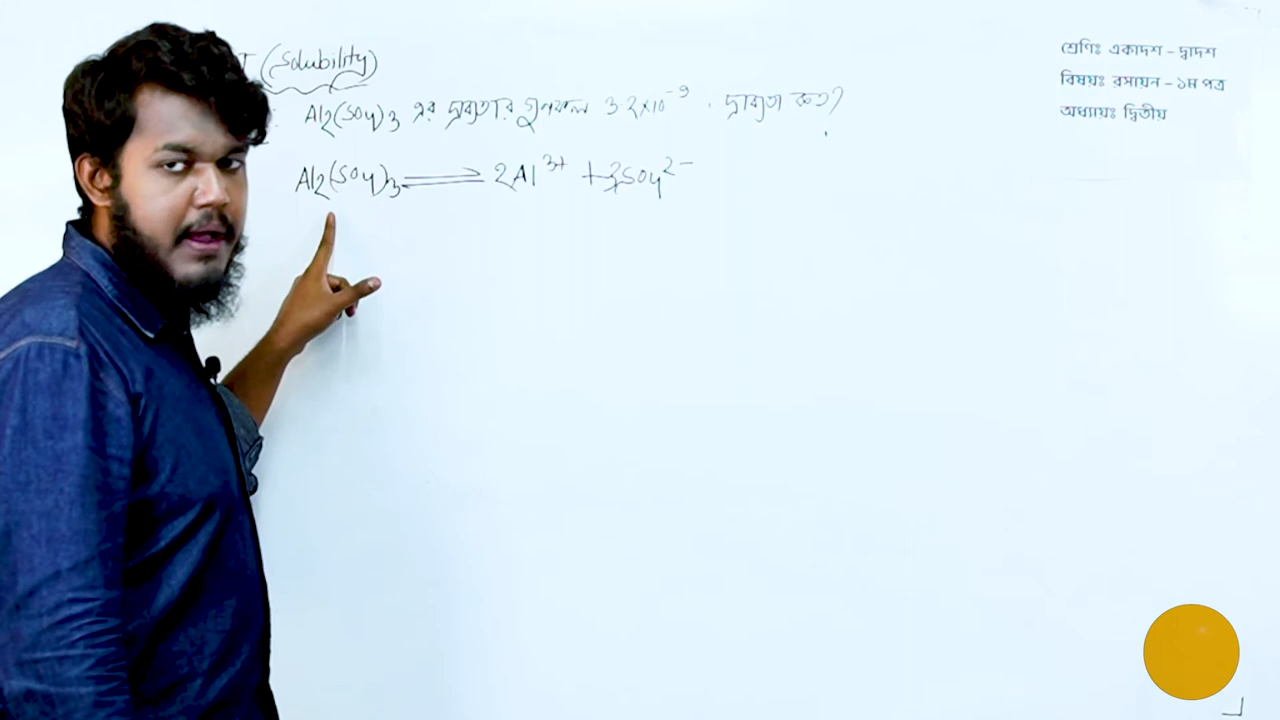 T (Solubility)
Al2(SO4)3 এর দ্রাব্যতার গুণফল 3.2×10⁻⁹ . দ্রাব্যতা কত?
Al2(SO4)3 ⇌ 2Al³⁺ + 3SO4²⁻
শ্রেণিঃ একাদশ – দ্বাদশ
বিষয়ঃ রসায়ন – ১ম পত্র
অধ্যায়ঃ দ্বিতীয়